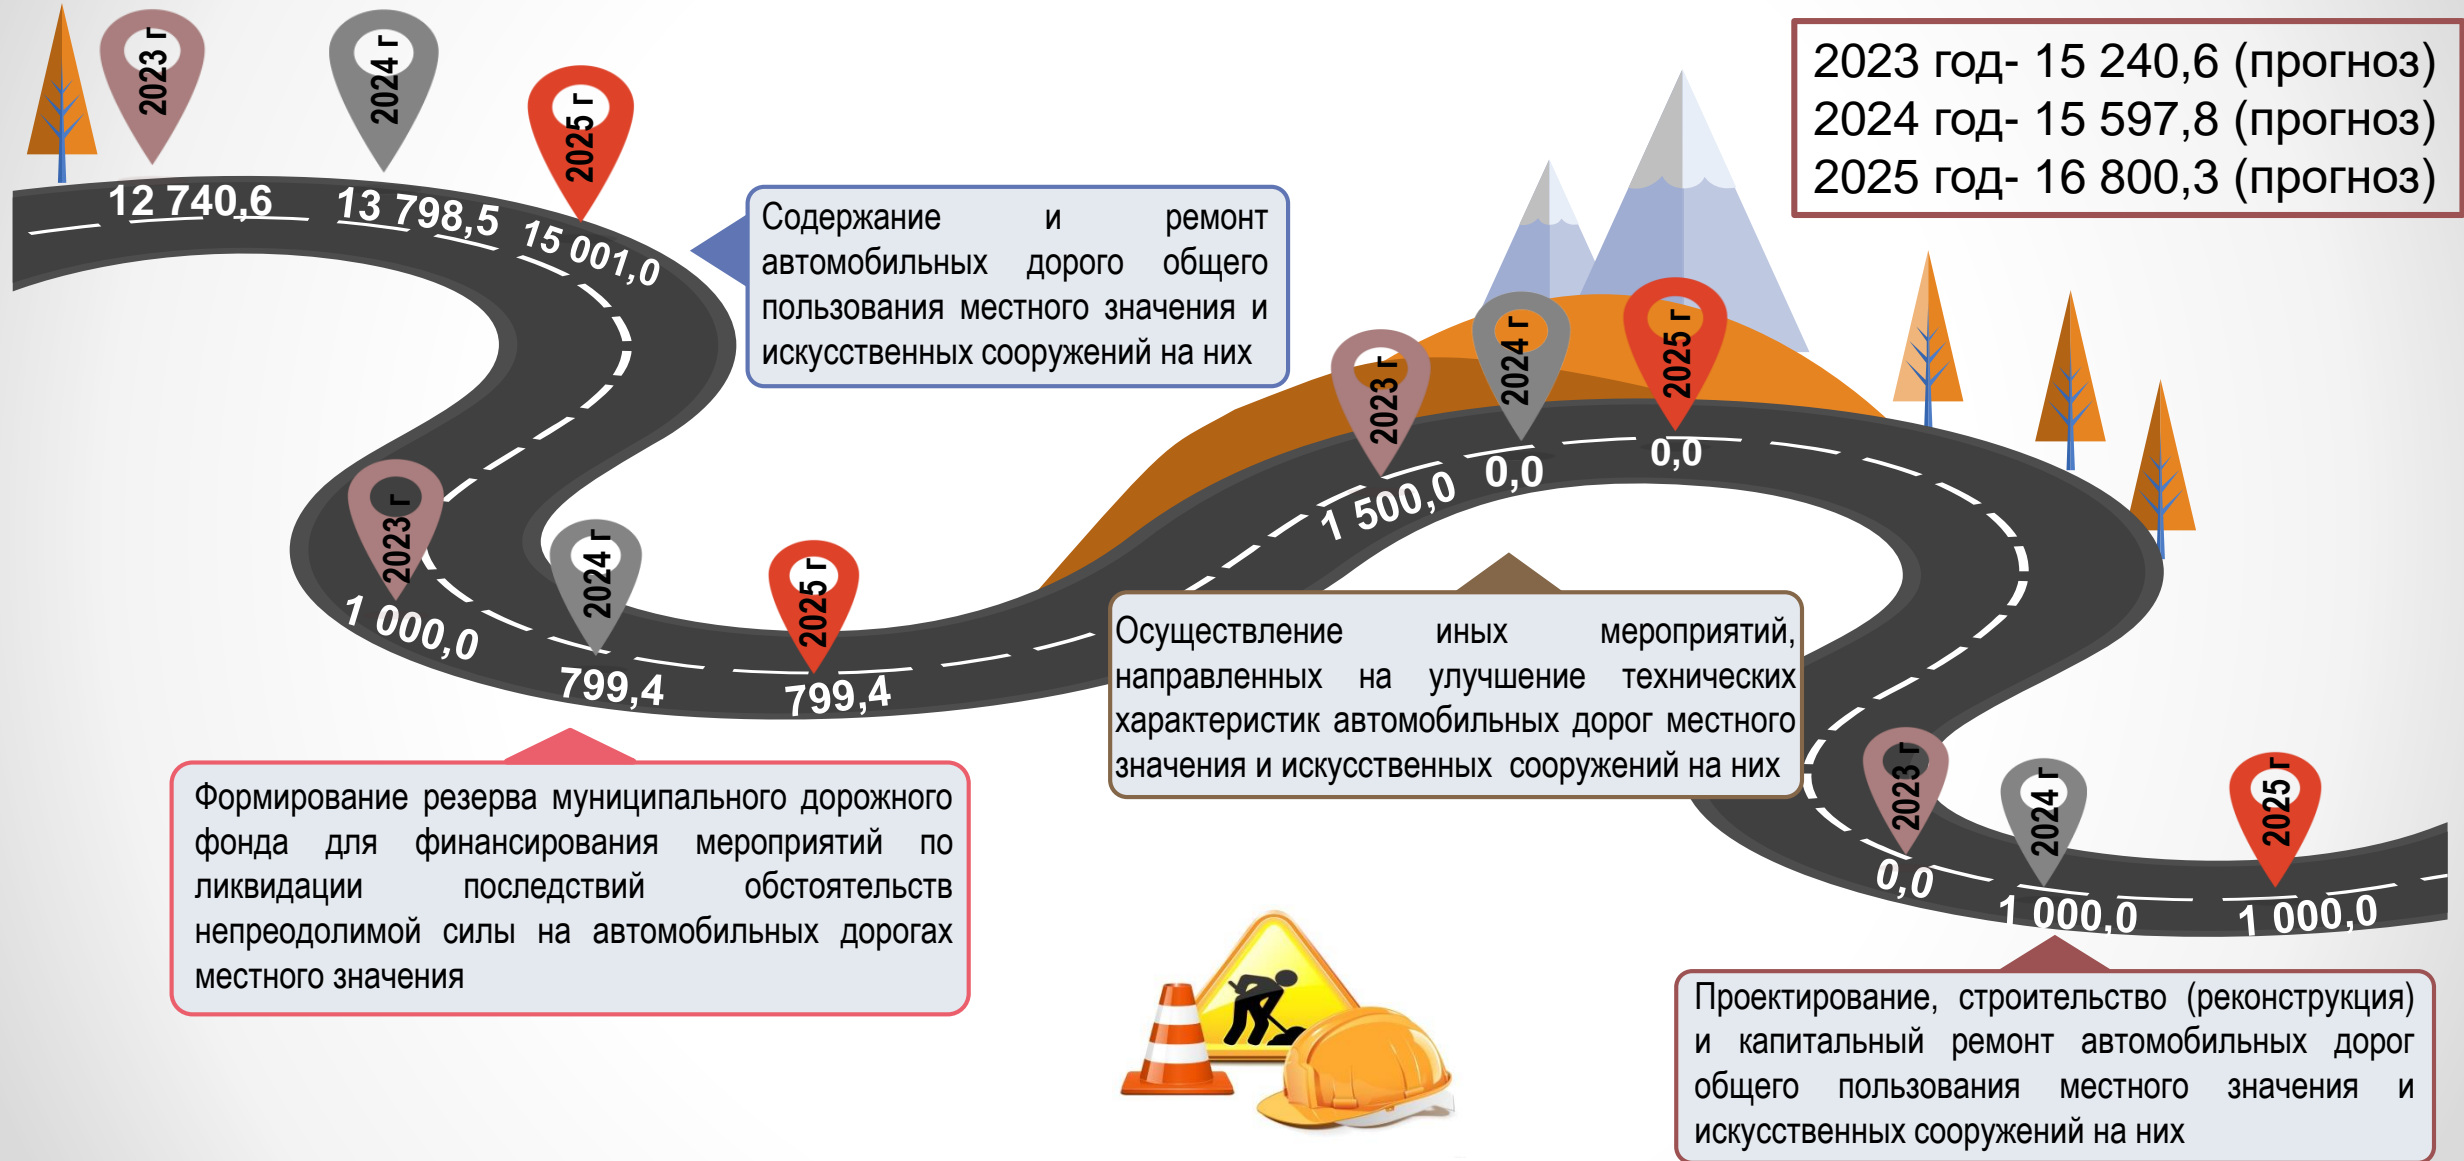 2023 г
2024 г
2025 г
2023 год- 15 240,6 (прогноз)
2024 год- 15 597,8 (прогноз)
2025 год- 16 800,3 (прогноз)
12 740,6
13 798,5
15 001,0
Содержание и ремонт
автомобильных дорого общего
пользования местного значения и
искусственных сооружений на них
2023 г
2024 г
2025 г
1 500,0
0,0
0,0
2023 г
2024 г
2025 г
1 000,0
799,4
799,4
Осуществление иных мероприятий,
направленных на улучшение технических
характеристик автомобильных дорог местного
значения и искусственных сооружений на них
Формирование резерва муниципального дорожного
фонда для финансирования мероприятий по
ликвидации последствий обстоятельств
непреодолимой силы на автомобильных дорогах
местного значения
2023 г
2024 г
2025 г
0,0
1 000,0
1 000,0
Проектирование, строительство (реконструкция)
и капитальный ремонт автомобильных дорог
общего пользования местного значения и
искусственных сооружений на них